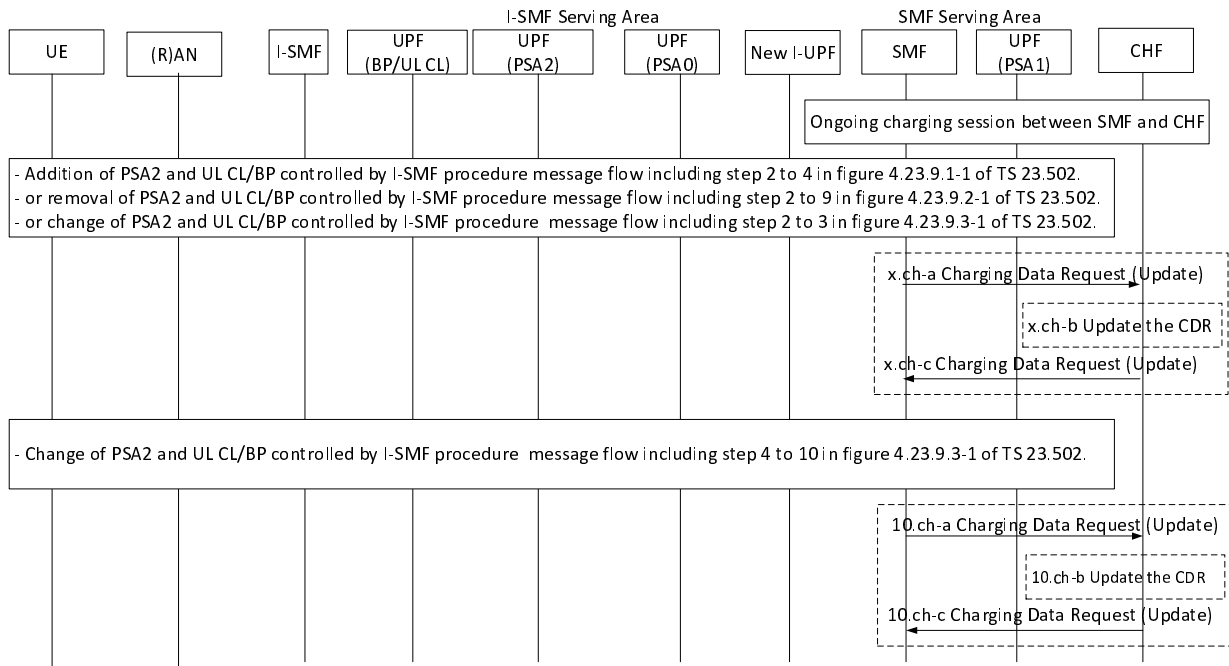 I-SMF Serving Area
SMF Serving Area
UE
(R)AN
I-SMF
UPF
(BP/UL CL)
UPF
(PSA2)
UPF
(PSA0)
New I-UPF
SMF
UPF
(PSA1)
CHF
Ongoing charging session between SMF and CHF
- Addition of PSA2 and UL CL/BP controlled by I-SMF procedure message flow including step 2 to 4 in figure 4.23.9.1-1 of TS 23.502.
- or removal of PSA2 and UL CL/BP controlled by I-SMF procedure message flow including step 2 to 9 in figure 4.23.9.2-1 of TS 23.502.
- or change of PSA2 and UL CL/BP controlled by I-SMF procedure message flow including step 2 to 3 in figure 4.23.9.3-1 of TS 23.502.
x.ch-a Charging Data Request (Update)
x.ch-b Update the CDR
x.ch-c Charging Data Request (Update)
- Change of PSA2 and UL CL/BP controlled by I-SMF procedure message flow including step 4 to 10 in figure 4.23.9.3-1 of TS 23.502.
10.ch-a Charging Data Request (Update)
10.ch-b Update the CDR
10.ch-c Charging Data Request (Update)